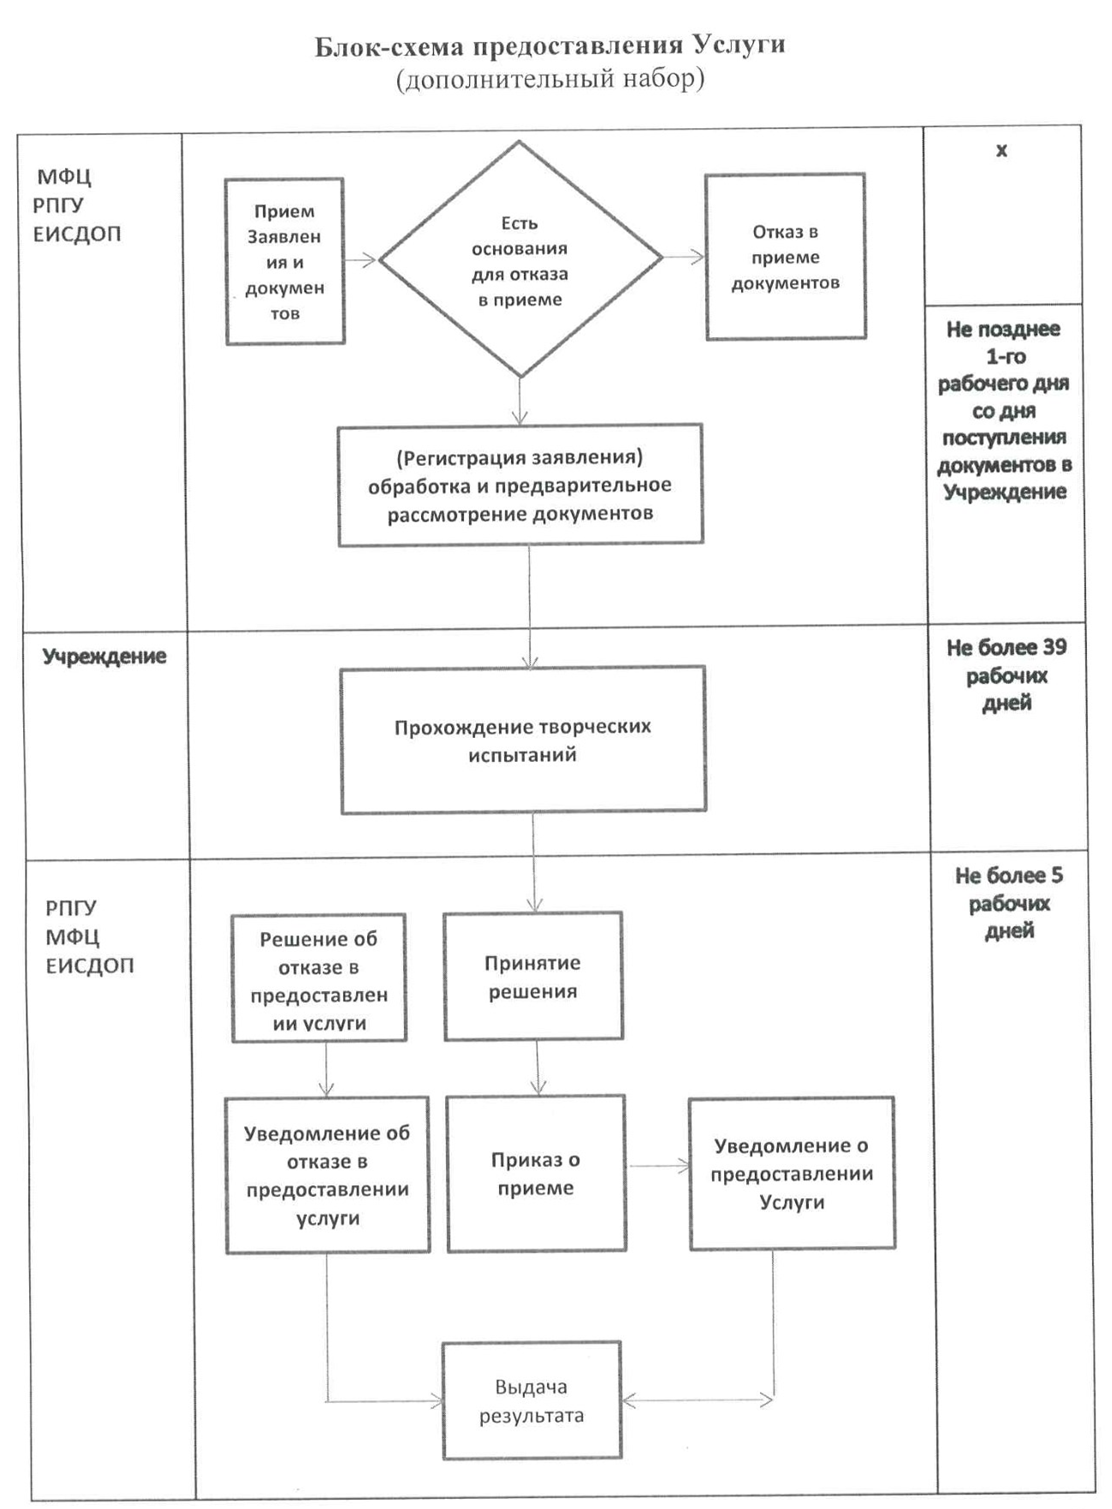 Блок-схема предоставления Услуги
(дополнительный набор)
МФЦ
РПГУ
ЕИСДОП
Прием
Заявлен
ия и
докумен
тов
Есть
основания
для отказа
в приеме
Отказ в
приеме
документов
х
Не позднее
1-го
рабочего дня
со дня
поступления
документов в
Учреждение
(Регистрация заявления)
обработка и предварительное
рассмотрение документов
Учреждение
Прохождение творческих
испытаний
Не более 39
рабочих
дней
РПГУ
МФЦ
ЕИСДОП
Решение об
отказе в
предоставлен
ии услуги
Принятие
решения
Не более 5
рабочих
дней
Уведомление об
отказе в
предоставлении
услуги
Приказ о
приеме
Уведомление о
предоставлении
Услуги
Выдача
результата